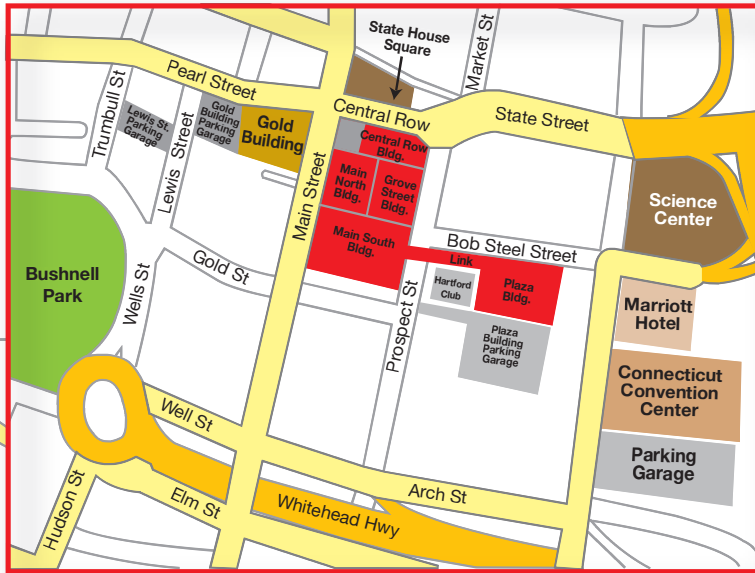 State House
Square
Market St
Pearl Street
Trumbull St
Lewis St.
Parking
Garage
Lewis Street
Gold
Building
Parking
Garage
Gold
Building
Central Row
State Street
Central Row
Bldg.
Main
North
Bldg.
Grove
Street
Bldg.
Main Street
Main South
Bldg.
Science
Center
Bob Steel Street
Link
Hartford
Club
Plaza
Bldg.
Bushnell
Park
Gold St
Wells St
Prospect St
Plaza
Building
Parking
Garage
Marriott
Hotel
Connecticut
Convention
Center
Parking
Garage
Well St
Arch St
Hudson St
Elm St
Whitehead Hwy